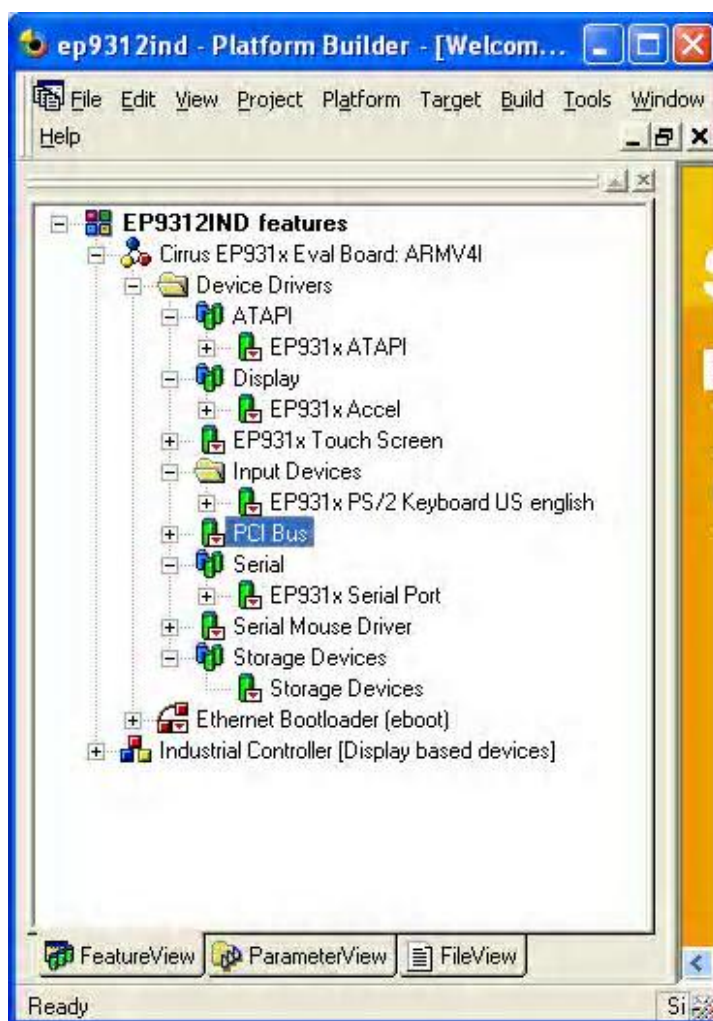 ep9312ind - Platform Builder - [Welcom...
File Edit View Project Platform Target Build Tools Window
Help
EP9312IND features
Cirrus EP931x Eval Board: ARMV4I
Device Drivers
ATAPI
EP931x ATAPI
Display
EP931x Accel
EP931x Touch Screen
Input Devices
EP931x PS/2 Keyboard US english
PCI Bus
Serial
EP931x Serial Port
Serial Mouse Driver
Storage Devices
Storage Devices
Ethernet Bootloader (eboot)
Industrial Controller [Display based devices]
FeatureView ParameterView FileView
Ready